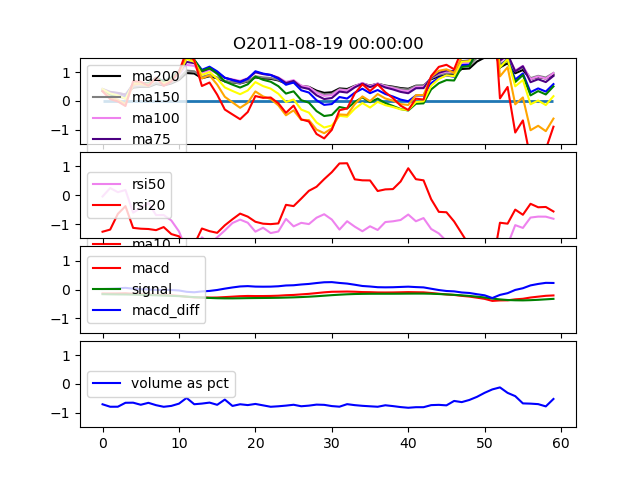 O2011-08-19 00:00:00
1
0
−1
ma200
ma150
ma100
ma75
1
0
−1
rsi50
rsi20
ma10
1
0
−1
macd
signal
macd_diff
1
0
−1
volume as pct
0 10 20 30 40 50 60